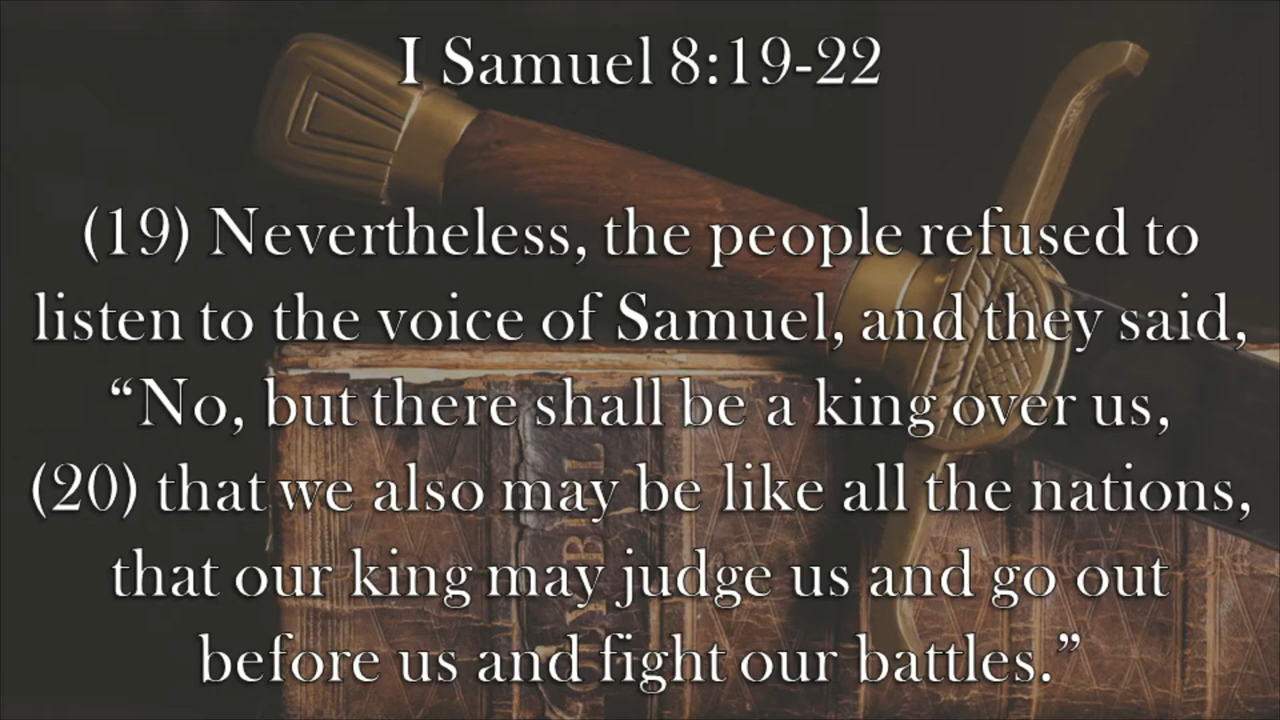 I Samuel 8:19-22
(19) Nevertheless, the people refused to
listen to the voice of Samuel, and they said,
“No, but there shall be a king over us,
(20) that we also may be like all the nations,
that our king may judge us and go out
before us and fight our battles.”